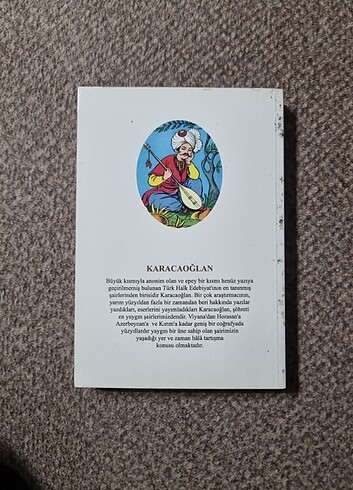 KARACAOĞLAN
Büyük kısmıyla anonim olan ve epey bir kısmı henüz yazıya
geçirilmemiş bulunan Türk Halk Edebiyatı'nın en tanınmış
şairlerinden birisidir Karacaoğlan. Bir çok araştırmacının,
yarım yüzyıldan fazla bir zamandan beri hakkında yazılar
yazdıkları, eserlerini yayımladıkları Karacaoğlan, şöhreti
en yaygın şairlerimizdendir. Viyana'dan Horasan'a
Azerbeycan'a ve Kırım'a kadar geniş bir coğrafyada
yüzyıllardır yaygın bir üne sahip olan şairimizin
yaşadığı yer ve zaman hâlâ tartışma
konusu olmaktadır.